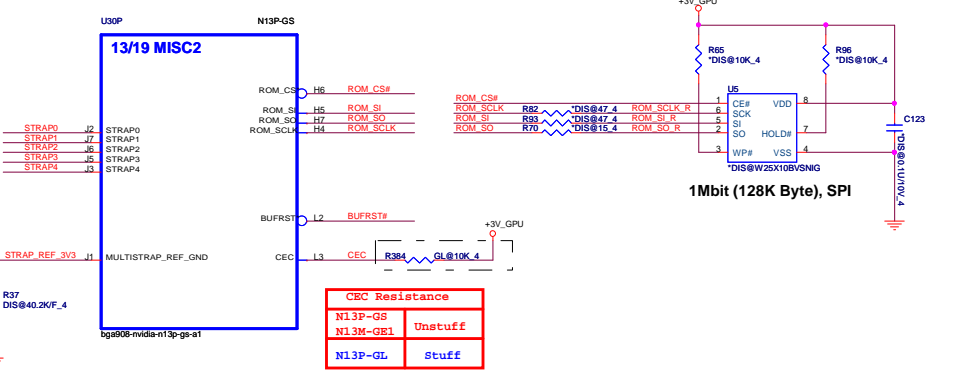 U30P
N13P-GS
13/19 MISC2
ROM_CS
H6
ROM_CS#
ROM_SI
H5
ROM_SI
ROM_SO
H7
ROM_SO
ROM_SCLK
H4
ROM_SCLK
STRAP0
J2
STRAP0
STRAP1
J7
STRAP1
STRAP2
J6
STRAP2
STRAP3
J5
STRAP3
STRAP4
J3
STRAP4
BUFRST
L2
BUFRST#
STRAP_REF_3V3
J1
MULTISTRAP_REF_GND
CEC
L3
CEC
R384
GL@10K_4
+3V_GPU
R37
DIS@40.2K/F_4
bga908-nvidia-n13p-gs-a1
CEC Resistance
N13P-GS
N13M-GE1
Unstuff
N13P-GL
Stuff
+3V_GPU
R65
*DIS@10K_4
R96
*DIS@10K_4
U5
ROM_CS#
1
CE#
VDD
8
ROM_SCLK
R82
*DIS@47_4
ROM_SCLK_R
6
SCK
ROM_SI
R93
*DIS@47_4
ROM_SI_R
5
SI
ROM_SO
R70
*DIS@15_4
ROM_SO_R
2
SO
HOLD#
7
3
WP#
VSS
4
*DIS@W25X10BVSNIG
C123
*DIS@0.1U/10V_4
1Mbit (128K Byte), SPI